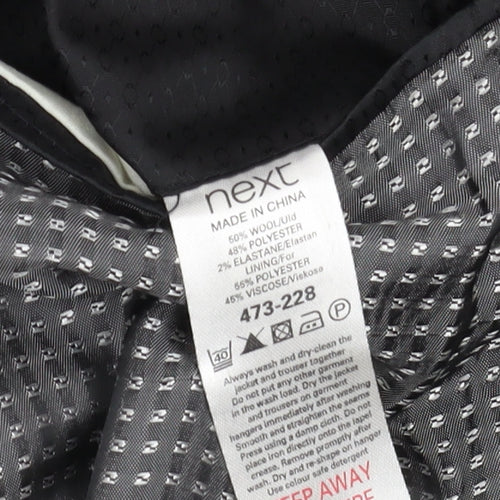 next
MADE IN CHINA
50% WOOL/Uld
48% POLYESTER
2% ELASTANE/Elastan
LINING/For
55% POLYESTER
45% VISCOSE/Viskose
473-228
40 P
Always wash and dry-clean the
jacket and trouser together
Do not put any other garment
in the wash load. Dry the jacket
and trousers on garment
hangers immediately after washing
Smooth and straighten the seams
Press using a damp cloth. Do not
place iron directly onto the lapel
crease. Remove promptly after
wash. Dry and re-shape on hanger
Use colour safe detergent
KEEP AWAY
FIRE